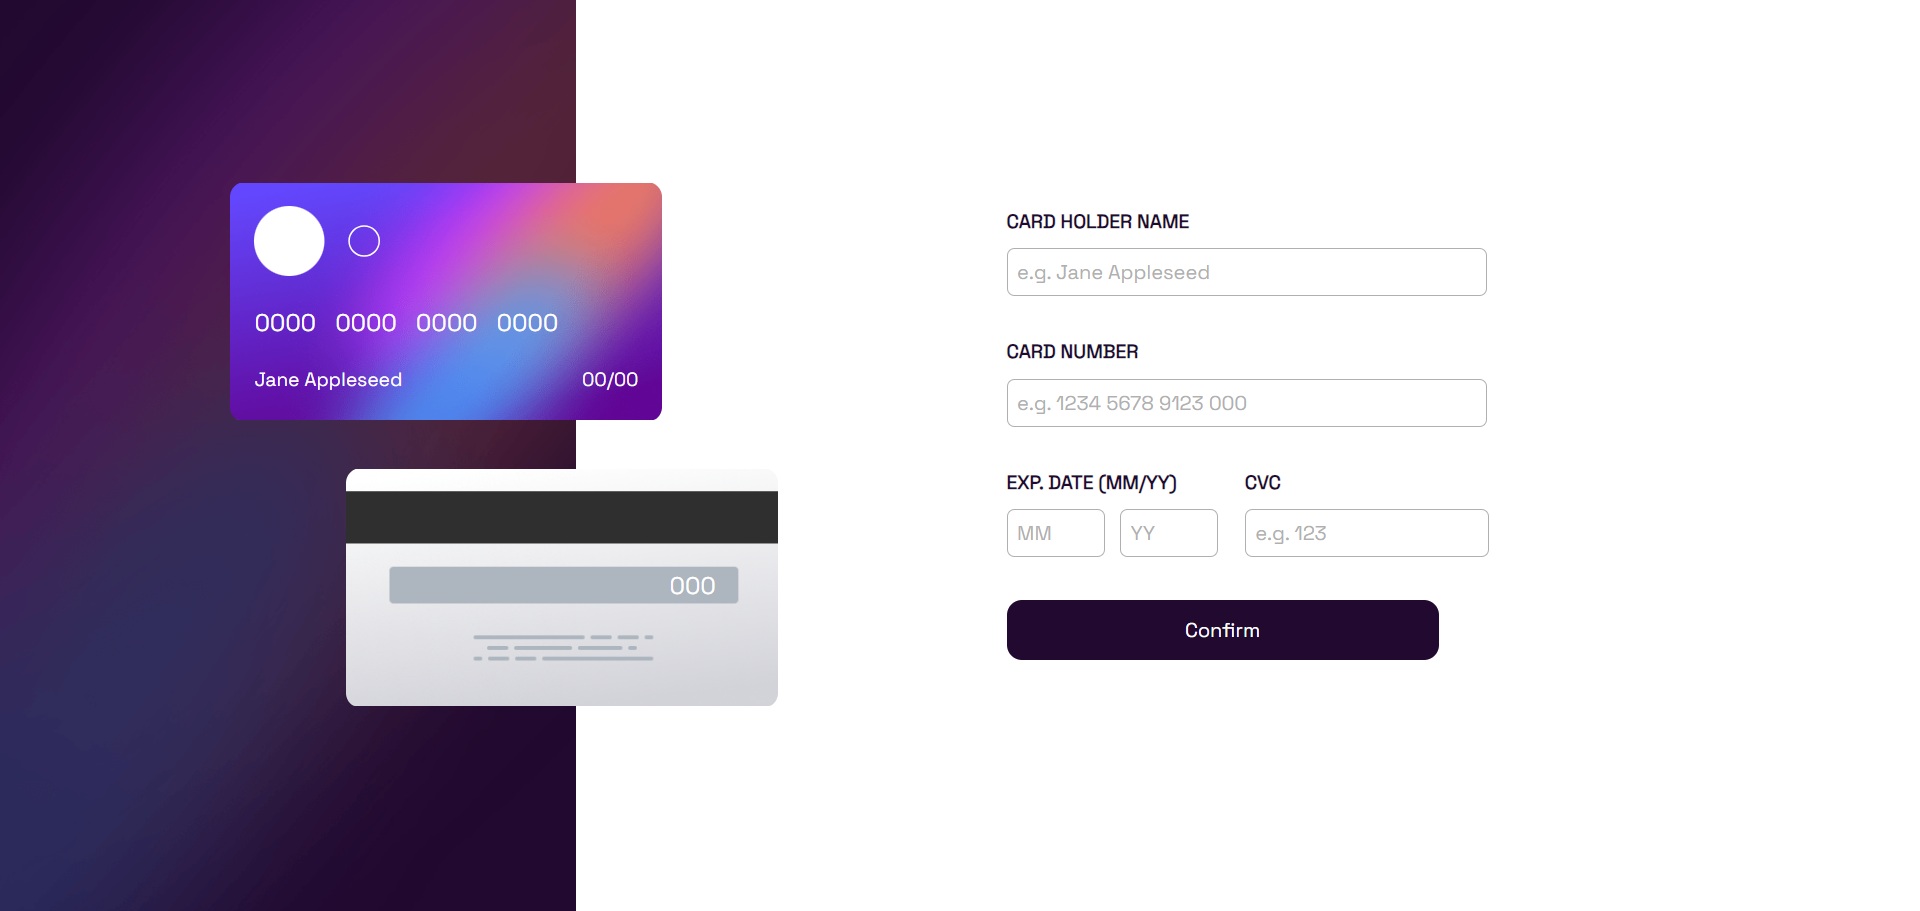 0000 0000 0000 0000
Jane Appleseed 00/00
000
CARD HOLDER NAME
e.g. Jane Appleseed
CARD NUMBER
e.g. 1234 5678 9123 000
EXP. DATE (MM/YY) CVC
MM YY e.g. 123
Confirm